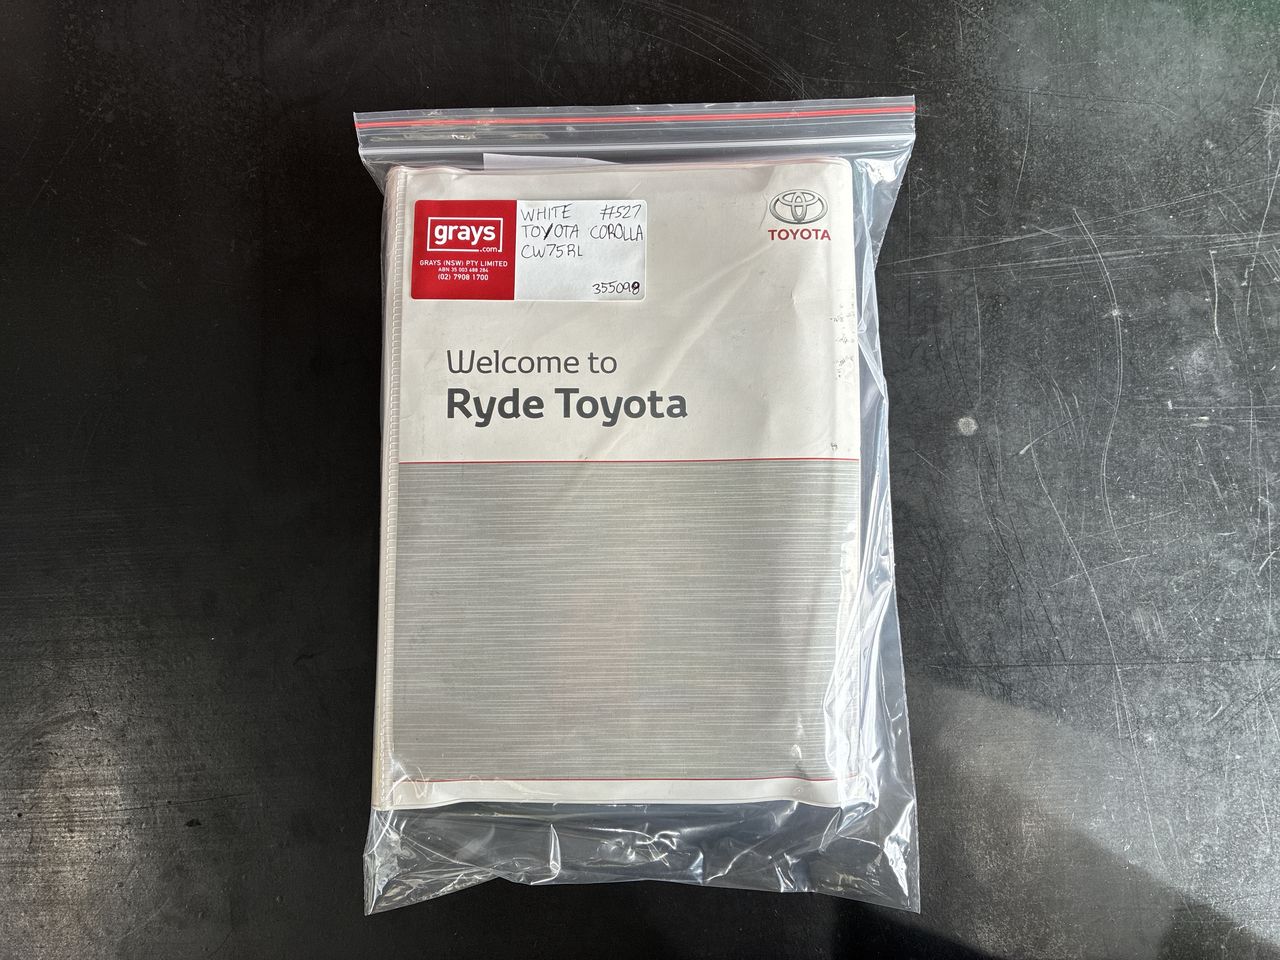 WHITE #527
TOYOTA COROLLA
CW75RL
355098
grays
.com
GRAYS (NSW) PTY LIMITED
ABN 35 003 688 284
(02) 7908 1700
TOYOTA
Welcome to
Ryde Toyota